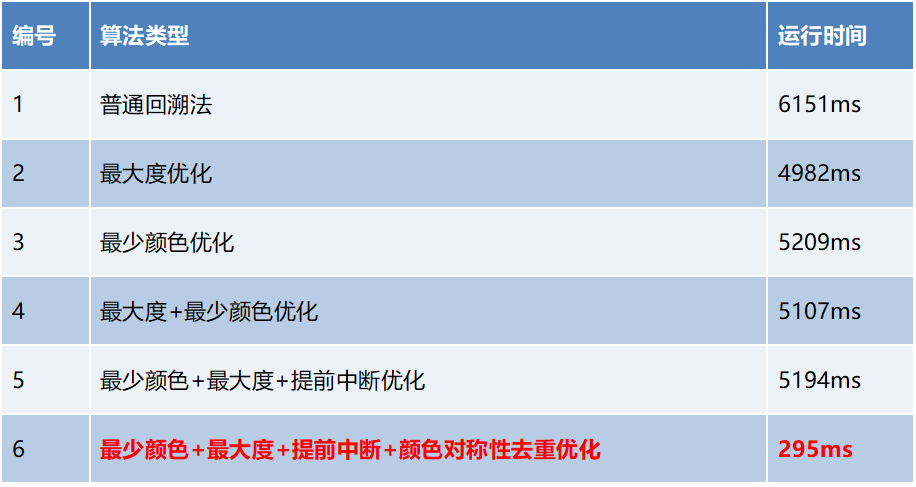 编号 算法类型 运行时间
1 普通回溯法 6151ms
2 最大度优化 4982ms
3 最少颜色优化 5209ms
4 最大度+最少颜色优化 5107ms
5 最少颜色+最大度+提前中断优化 5194ms
6 最少颜色+最大度+提前中断+颜色对称性去重优化 295ms